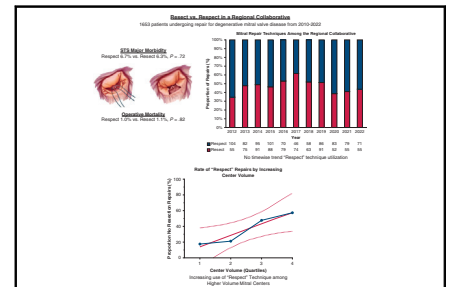 Resect vs. Respect in a Regional Collaborative
1653 patients undergoing repair for degenerative mitral valve disease from 2010-2022
STS Major Morbidity
Respect 6.7% vs. Resect 6.3%, P = .72
Operative Mortality
Respect 1.0% vs. Resect 1.1%, P = .82
Mitral Repair Techniques Among the Regional Collaborative
Proportion of Repairs (%)
100%
90%
80%
70%
60%
50%
40%
30%
20%
10%
0%
2012 2013 2014 2015 2016 2017 2018 2019 2020 2021 2022
Year
Respect
Resect
No timewise trend "Respect" technique utilization
Rate of "Respect" Repairs by Increasing
Center Volume
Proportion No Resection Repairs (%)
100
80
60
40
20
0
1 2 3 4
Center Volume (Quartiles)
Increasing use of "Respect" Technique among
Higher Volume Mitral Centers